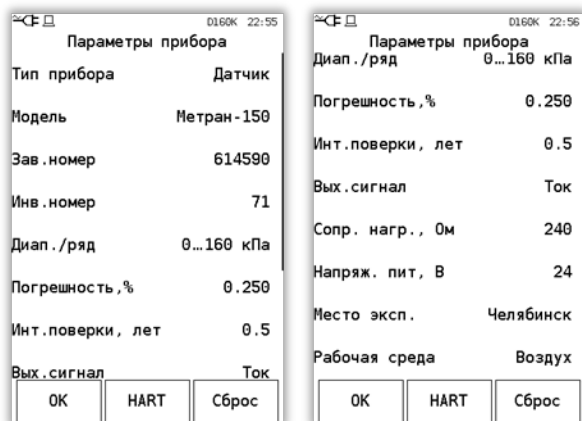 D160K 22:55
Параметры прибора
Тип прибора Датчик
Модель Метран-150
Зав.номер 614590
Инв.номер 71
Диап./ряд 0…160 кПа
Погрешность,% 0.250
Инт.поверки, лет 0.5
Вых.сигнал Ток
OK HART Сброс
D160K 22:56
Параметры прибора
Диап./ряд 0…160 кПа
Погрешность,% 0.250
Инт.поверки, лет 0.5
Вых.сигнал Ток
Сопр. нагр., Ом 240
Напряж. пит, В 24
Место эксп. Челябинск
Рабочая среда Воздух
OK HART Сброс